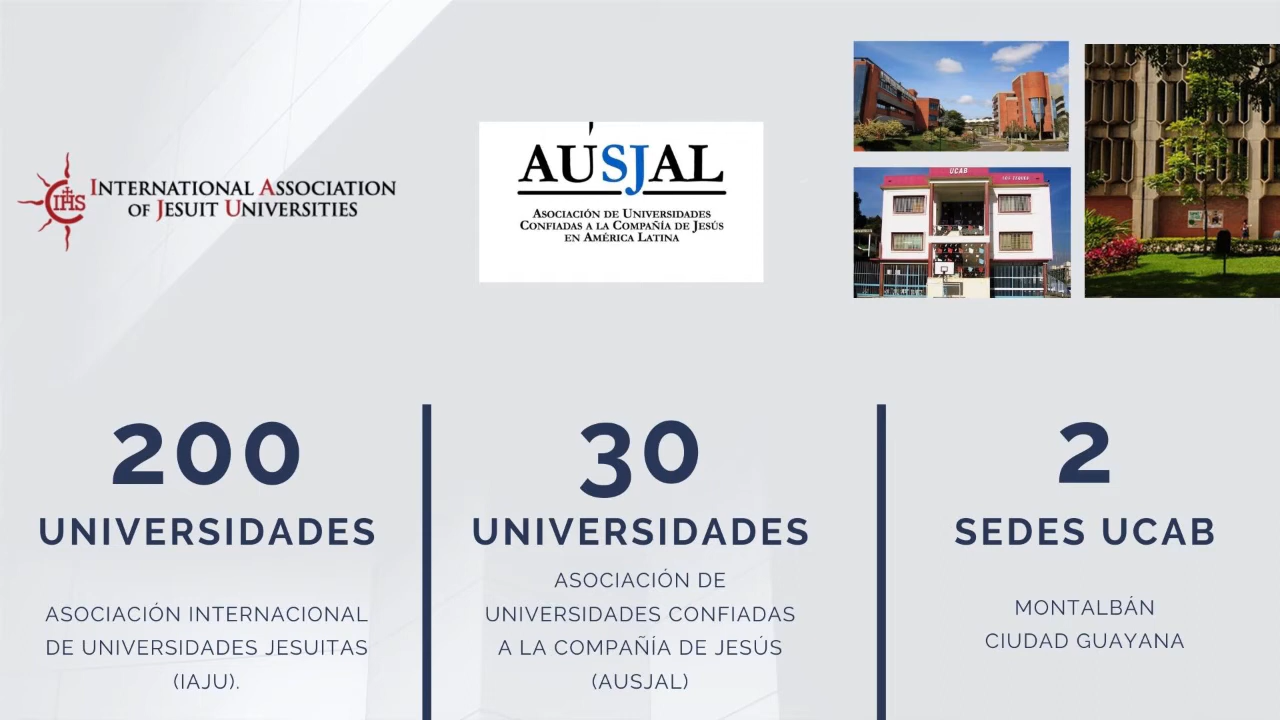 IHS
INTERNATIONAL ASSOCIATION
OF JESUIT UNIVERSITIES
AÚSJAL
ASOCIACIÓN DE UNIVERSIDADES
CONFIADAS A LA COMPAÑÍA DE JESÚS
EN AMÉRICA LATINA
UCAB
200
UNIVERSIDADES
ASOCIACIÓN INTERNACIONAL
DE UNIVERSIDADES JESUITAS
(IAJU).
30
UNIVERSIDADES
ASOCIACIÓN DE
UNIVERSIDADES CONFIADAS
A LA COMPAÑÍA DE JESÚS
(AUSJAL)
2
SEDES UCAB
MONTALBÁN
CIUDAD GUAYANA